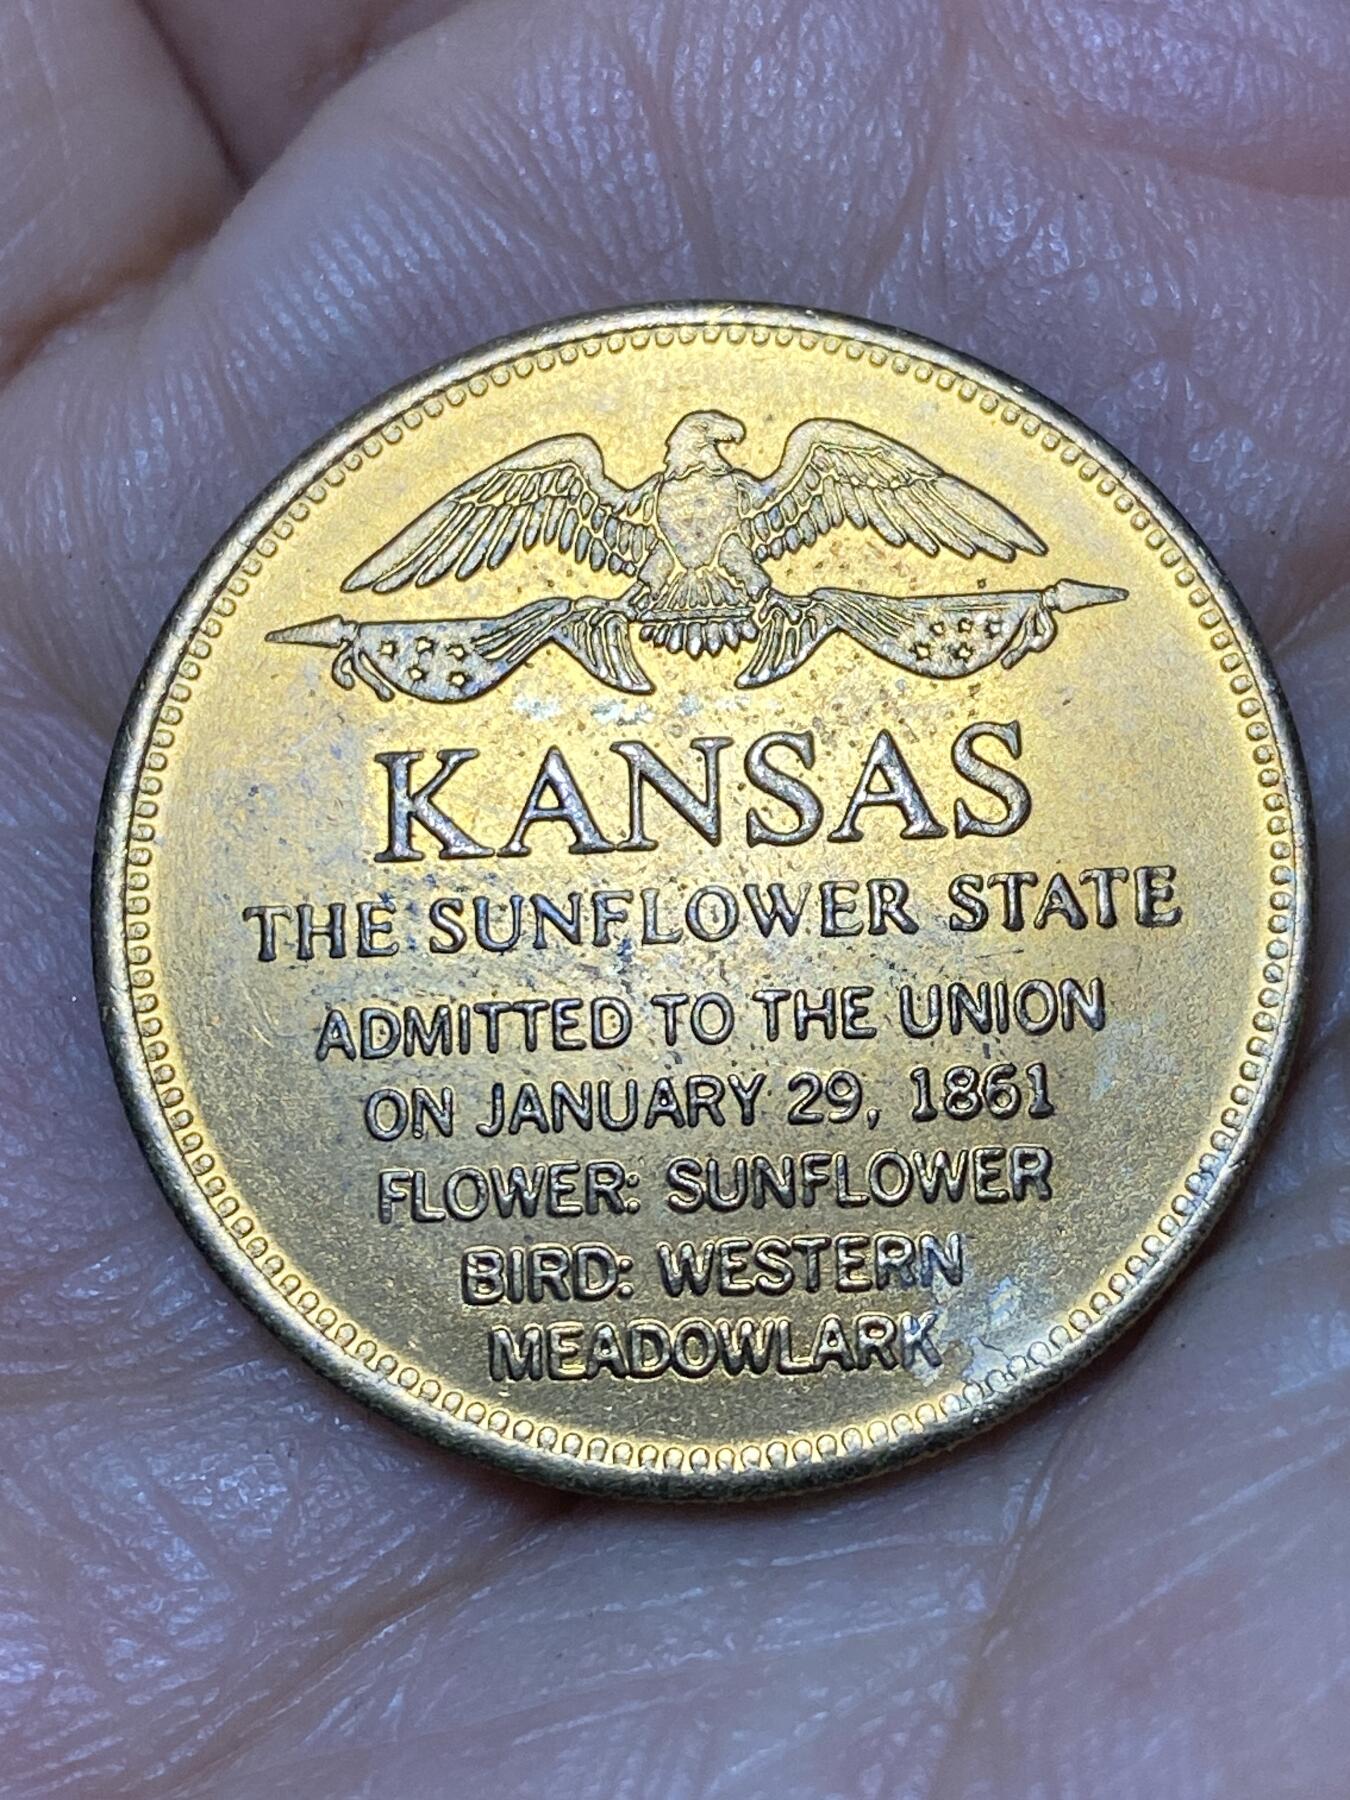 KANSAS
THE SUNFLOWER STATE
ADMITTED TO THE UNION
ON JANUARY 29, 1861
FLOWER: SUNFLOWER
BIRD: WESTERN
MEADOWLARK